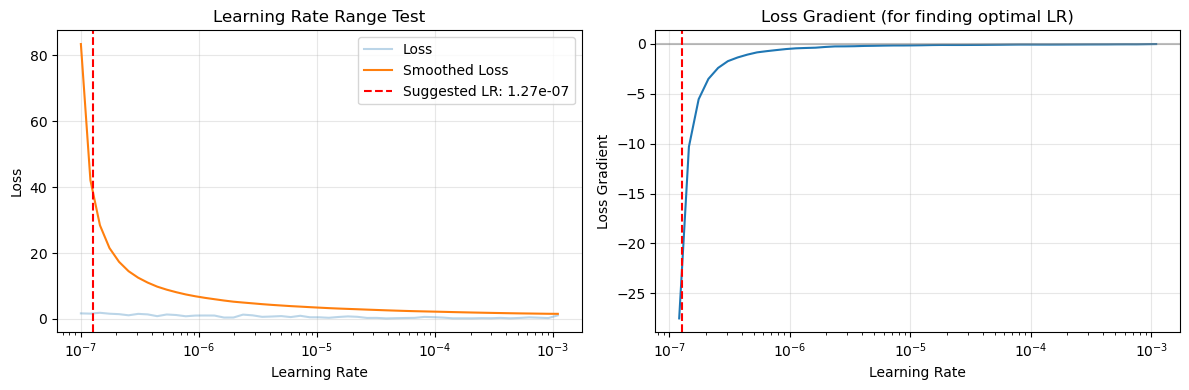 Learning Rate Range Test
Loss
80
60
40
20
0
10⁻⁷
10⁻⁶
10⁻⁵
10⁻⁴
10⁻³
Learning Rate
Loss
Smoothed Loss
Suggested LR: 1.27e-07
Loss Gradient (for finding optimal LR)
Loss Gradient
0
−5
−10
−15
−20
−25
10⁻⁷
10⁻⁶
10⁻⁵
10⁻⁴
10⁻³
Learning Rate